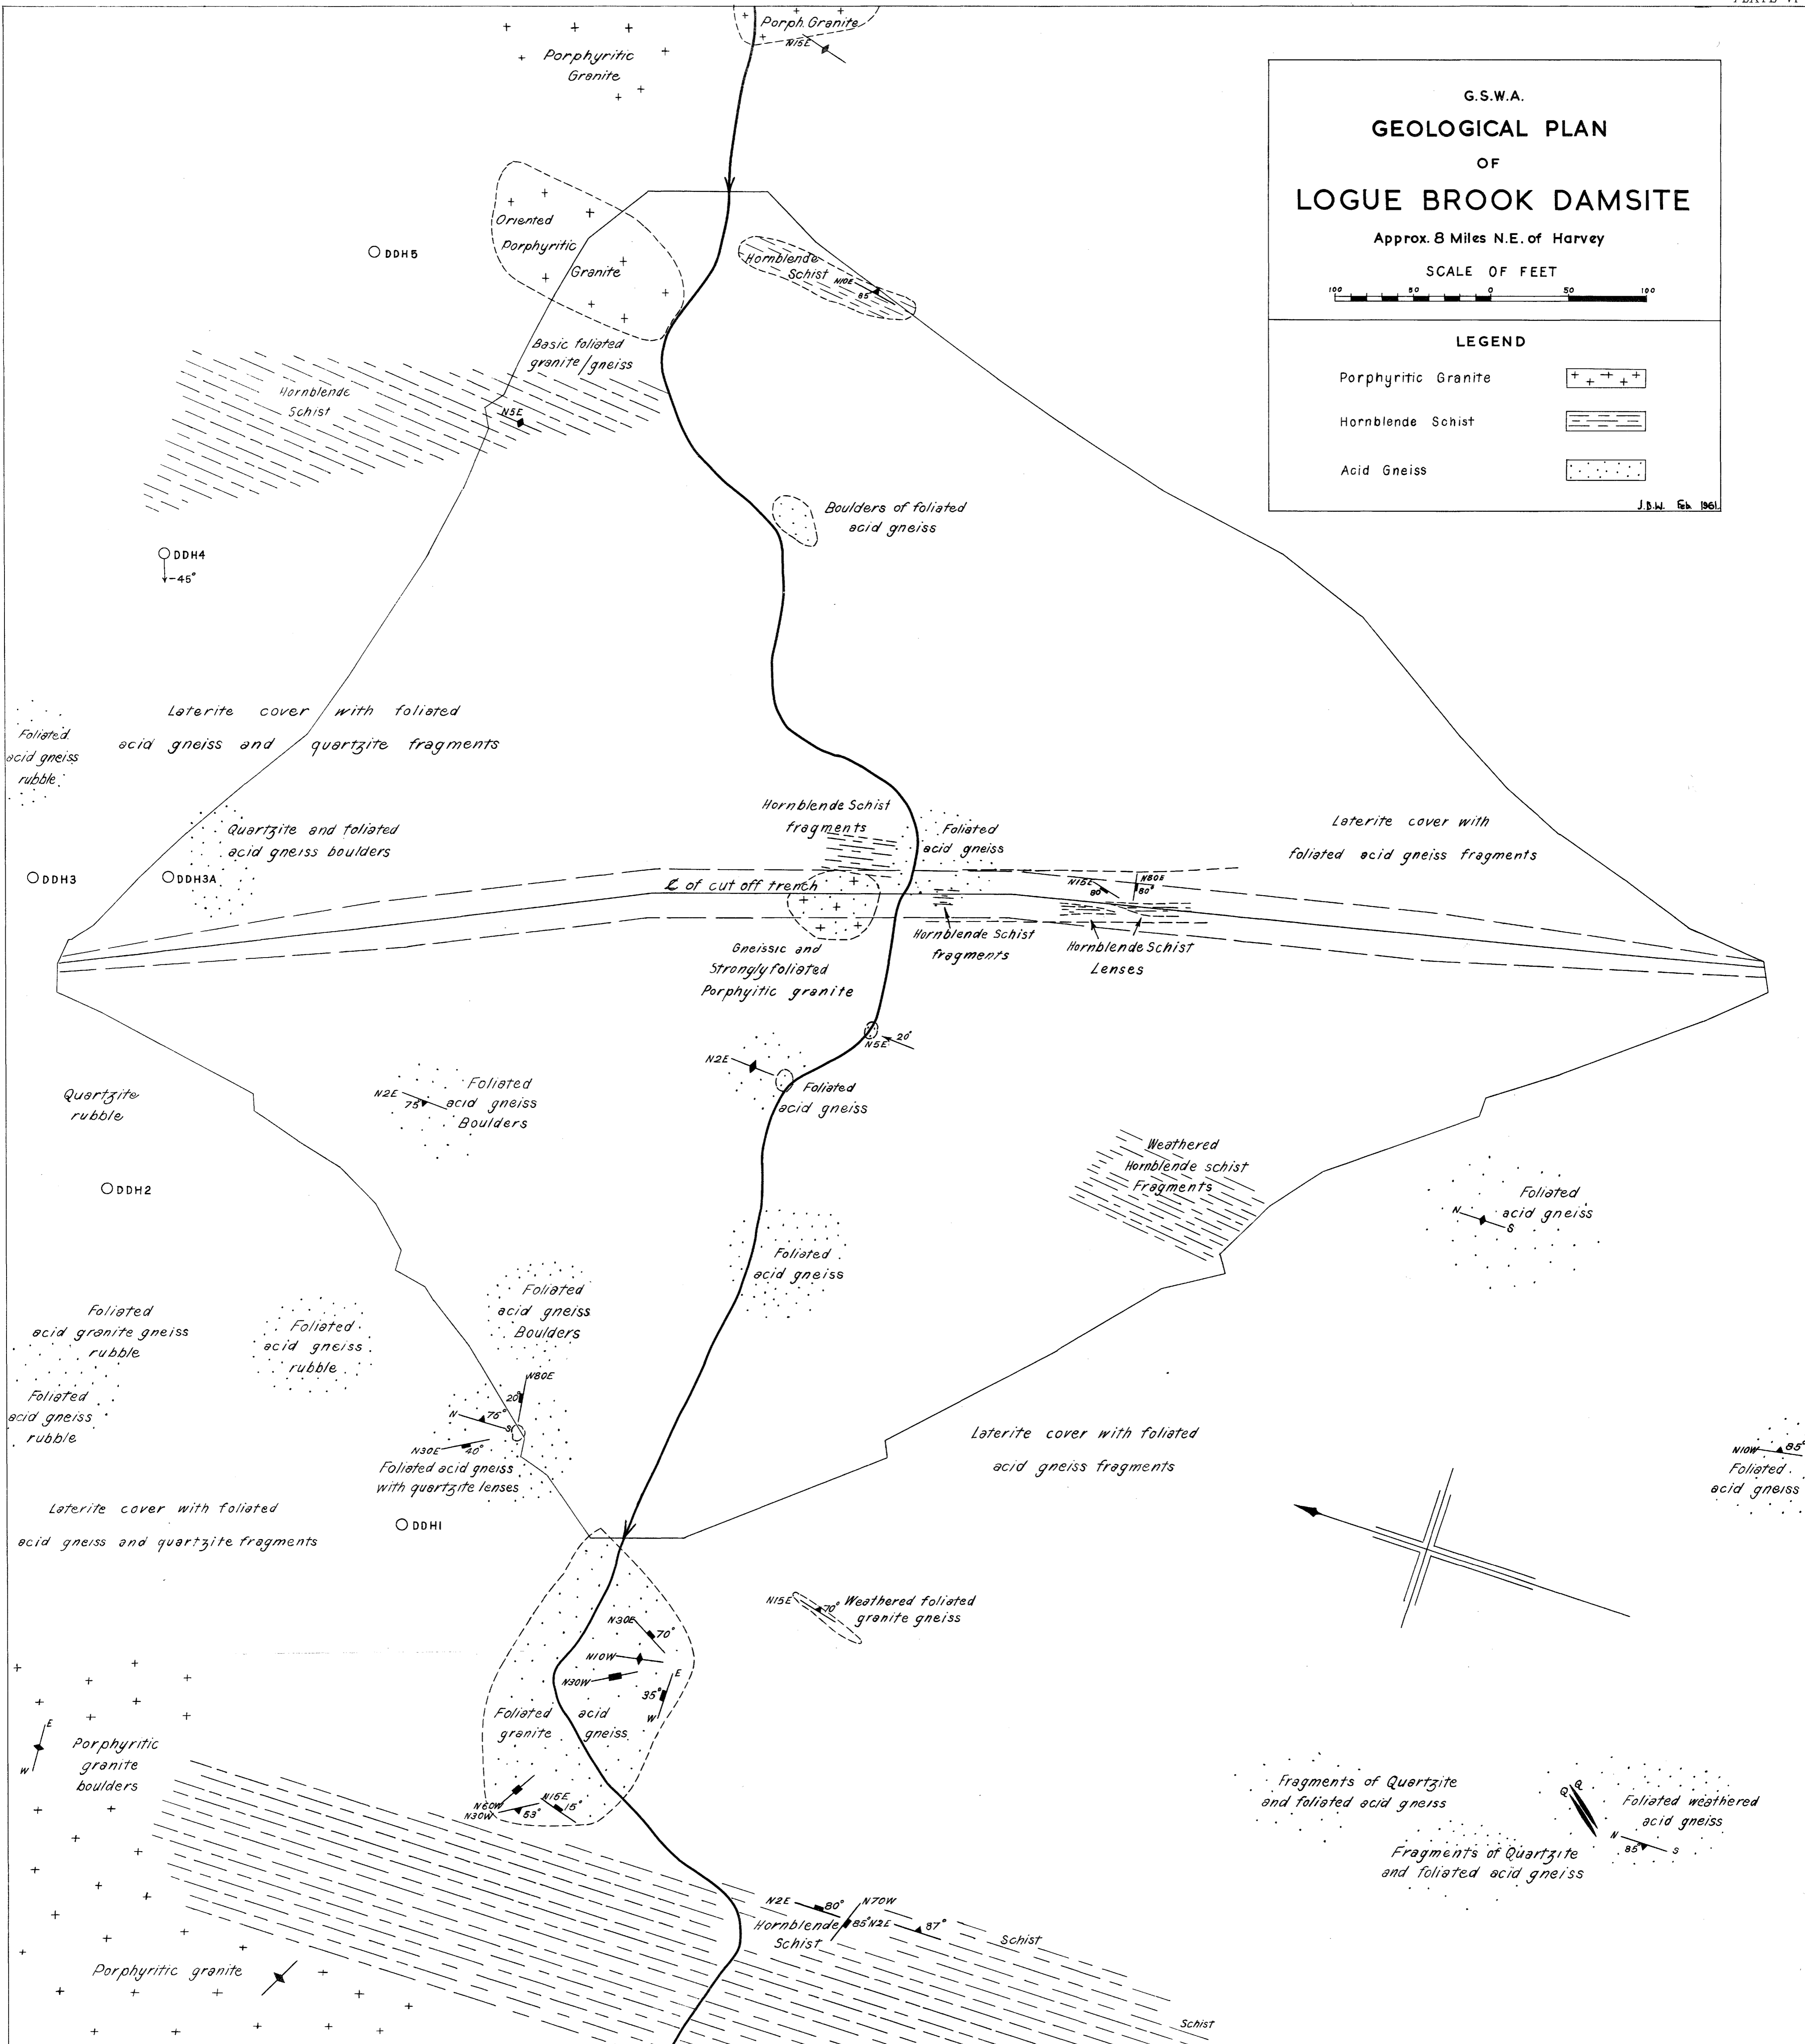 Porph. Granite
N15E
Porphyritic
Granite
G.S.W.A.
GEOLOGICAL PLAN
OF
LOGUE BROOK DAMSITE
Approx. 8 Miles N.E. of Harvey
SCALE OF FEET
100 50 0 50 100
LEGEND
Porphyritic Granite
Hornblende Schist
Acid Gneiss
J.D.W. Feb. 1961.
Oriented
Porphyritic
Granite
DDH5
Hornblende
Schist
N10E
85°
Basic foliated
granite/gneiss
Hornblende
Schist
N5E
Boulders of foliated
acid gneiss
DDH4
-45°
Laterite cover with foliated
acid gneiss and quartzite fragments
Foliated
acid gneiss
rubble
Quartzite and foliated
acid gneiss boulders
DDH3
DDH3A
Hornblende Schist
fragments
Foliated
acid gneiss
Laterite cover with
foliated acid gneiss fragments
℄ of cut off trench
N15E
80°
N80E
80°
Gneissic and
Strongly foliated
Porphyitic granite
Hornblende Schist
fragments
Hornblende Schist
Lenses
N5E 20°
N2E
Foliated
acid gneiss
Quartzite
rubble
N2E
75°
Foliated
acid gneiss
Boulders
Weathered
Hornblende schist
Fragments
DDH2
Foliated
acid gneiss
N
S
Foliated
acid gneiss
Foliated
acid granite gneiss
rubble
Foliated
acid gneiss
rubble
Foliated
acid gneiss
Boulders
Foliated
acid gneiss
rubble
W80E
20°
N 75°
S
N30E 40°
Foliated acid gneiss
with quartzite lenses
Laterite cover with foliated
acid gneiss fragments
N10W 85°
Foliated
acid gneiss
Laterite cover with foliated
acid gneiss and quartzite fragments
DDH1
N15E 70°
Weathered foliated
granite gneiss
N30E
70°
N10W
N30W
E
35°
W
Foliated acid
granite gneiss
E
W
Porphyritic
granite
boulders
N60W
N30W 53°
N15E
15°
Fragments of Quartzite
and foliated acid gneiss
Q Q
Foliated weathered
acid gneiss
N
85° S
Fragments of Quartzite
and foliated acid gneiss
N2E 80°
N70W
Hornblende
Schist
85°
N2E 87°
Schist
Porphyritic granite
Schist